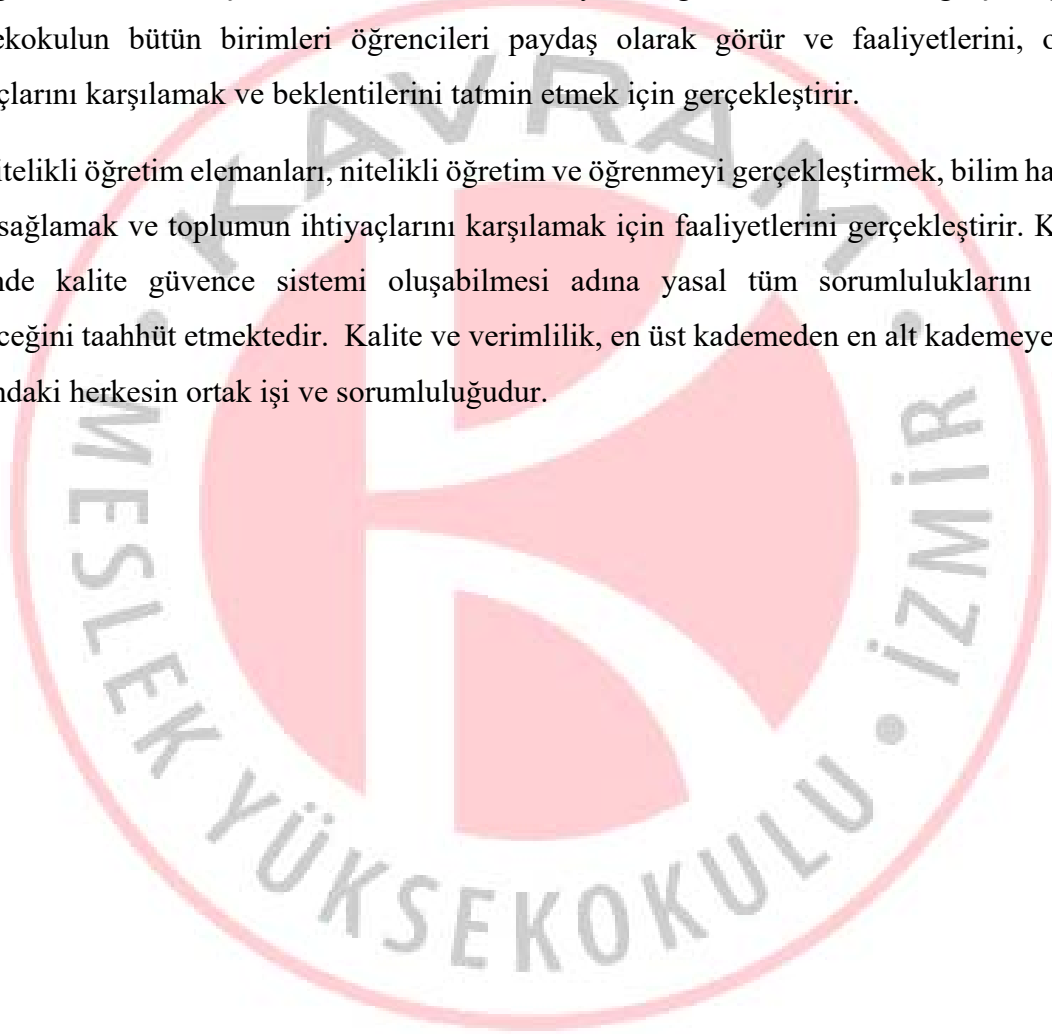 ekokulun bütün birimleri öğrencileri paydaş olarak görür ve faaliyetlerini, o
çlarını karşılamak ve beklentilerini tatmin etmek için gerçekleştirir.
itelikli öğretim elemanları, nitelikli öğretim ve öğrenmeyi gerçekleştirmek, bilim ha
sağlamak ve toplumun ihtiyaçlarını karşılamak için faaliyetlerini gerçekleştirir. K
nde kalite güvence sistemi oluşabilmesi adına yasal tüm sorumluluklarını
ceğini taahhüt etmektedir. Kalite ve verimlilik, en üst kademeden en alt kademeye
ndaki herkesin ortak işi ve sorumluluğudur.
• KAVRAM •
MESLEK YÜKSEKOKULU • İZMİR